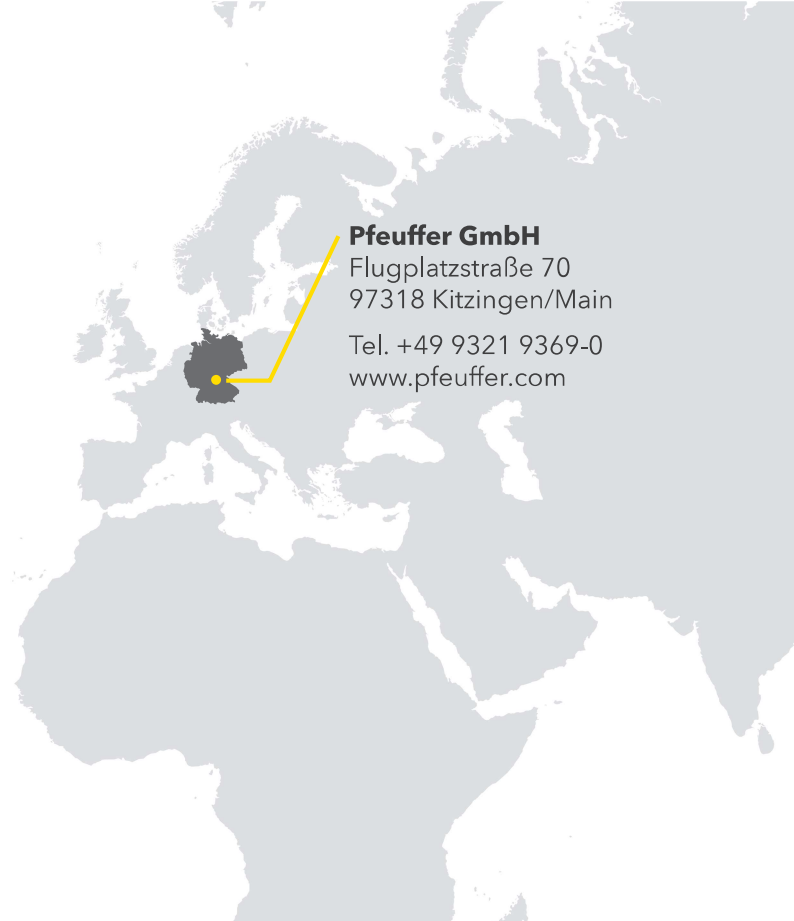 Pfeuffer GmbH
Flugplatzstraße 70
97318 Kitzingen/Main
Tel. +49 9321 9369-0
www.pfeuffer.com